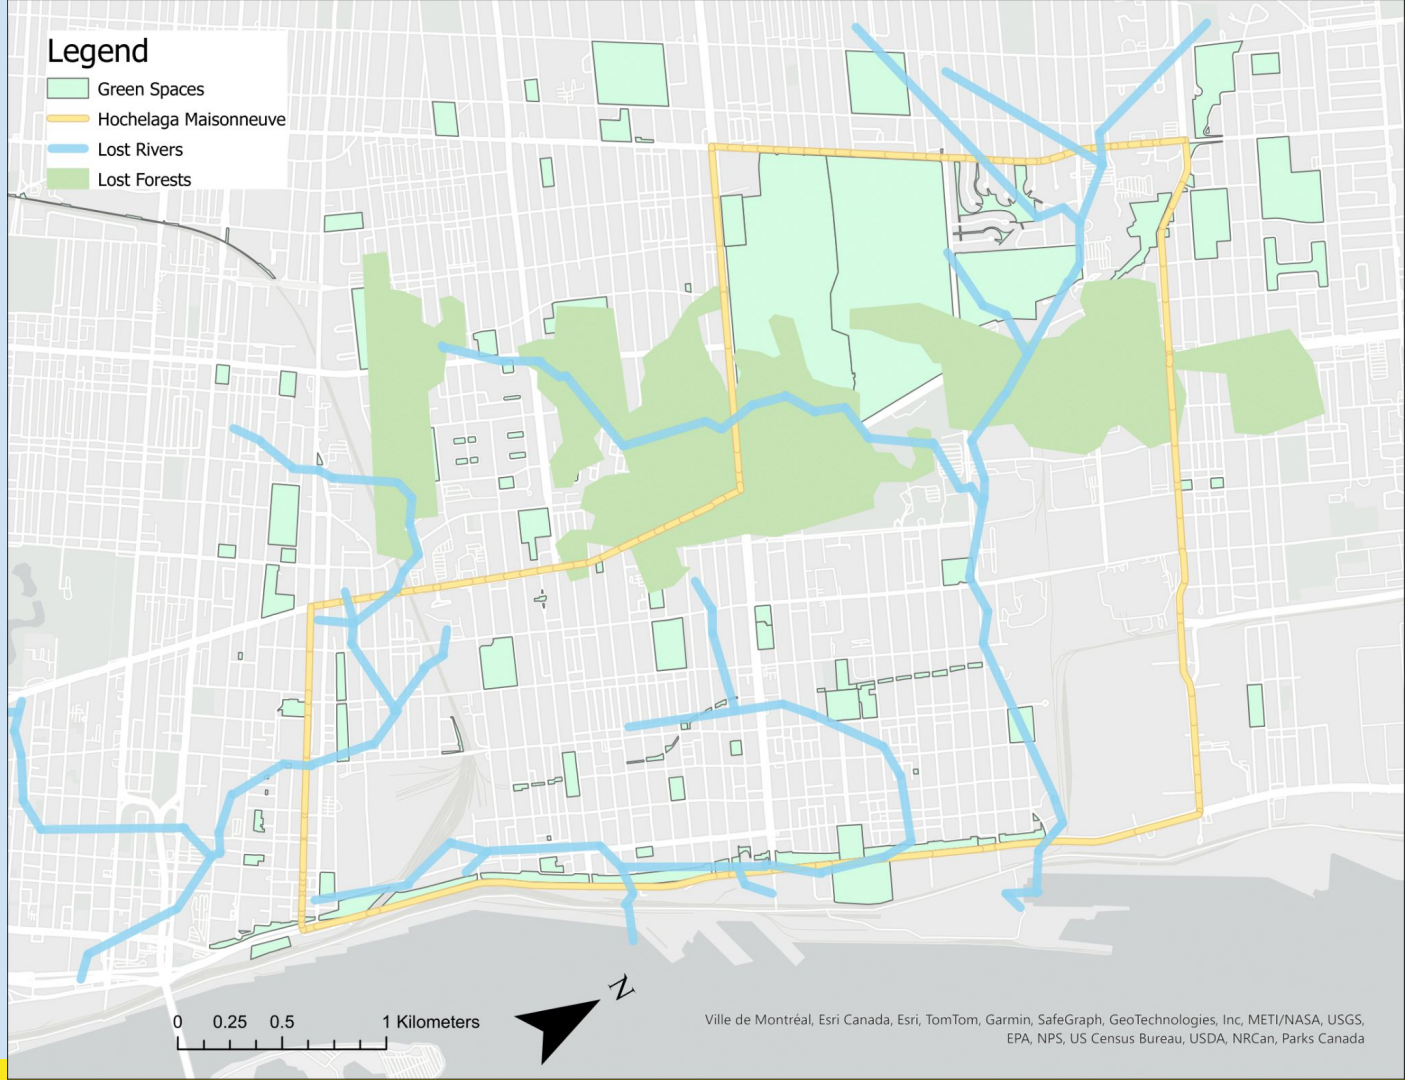 Legend
Green Spaces
Hochelaga Maisonneuve
Lost Rivers
Lost Forests
N
0 0.25 0.5 1 Kilometers
Ville de Montréal, Esri Canada, Esri, TomTom, Garmin, SafeGraph, GeoTechnologies, Inc, METI/NASA, USGS,
EPA, NPS, US Census Bureau, USDA, NRCan, Parks Canada